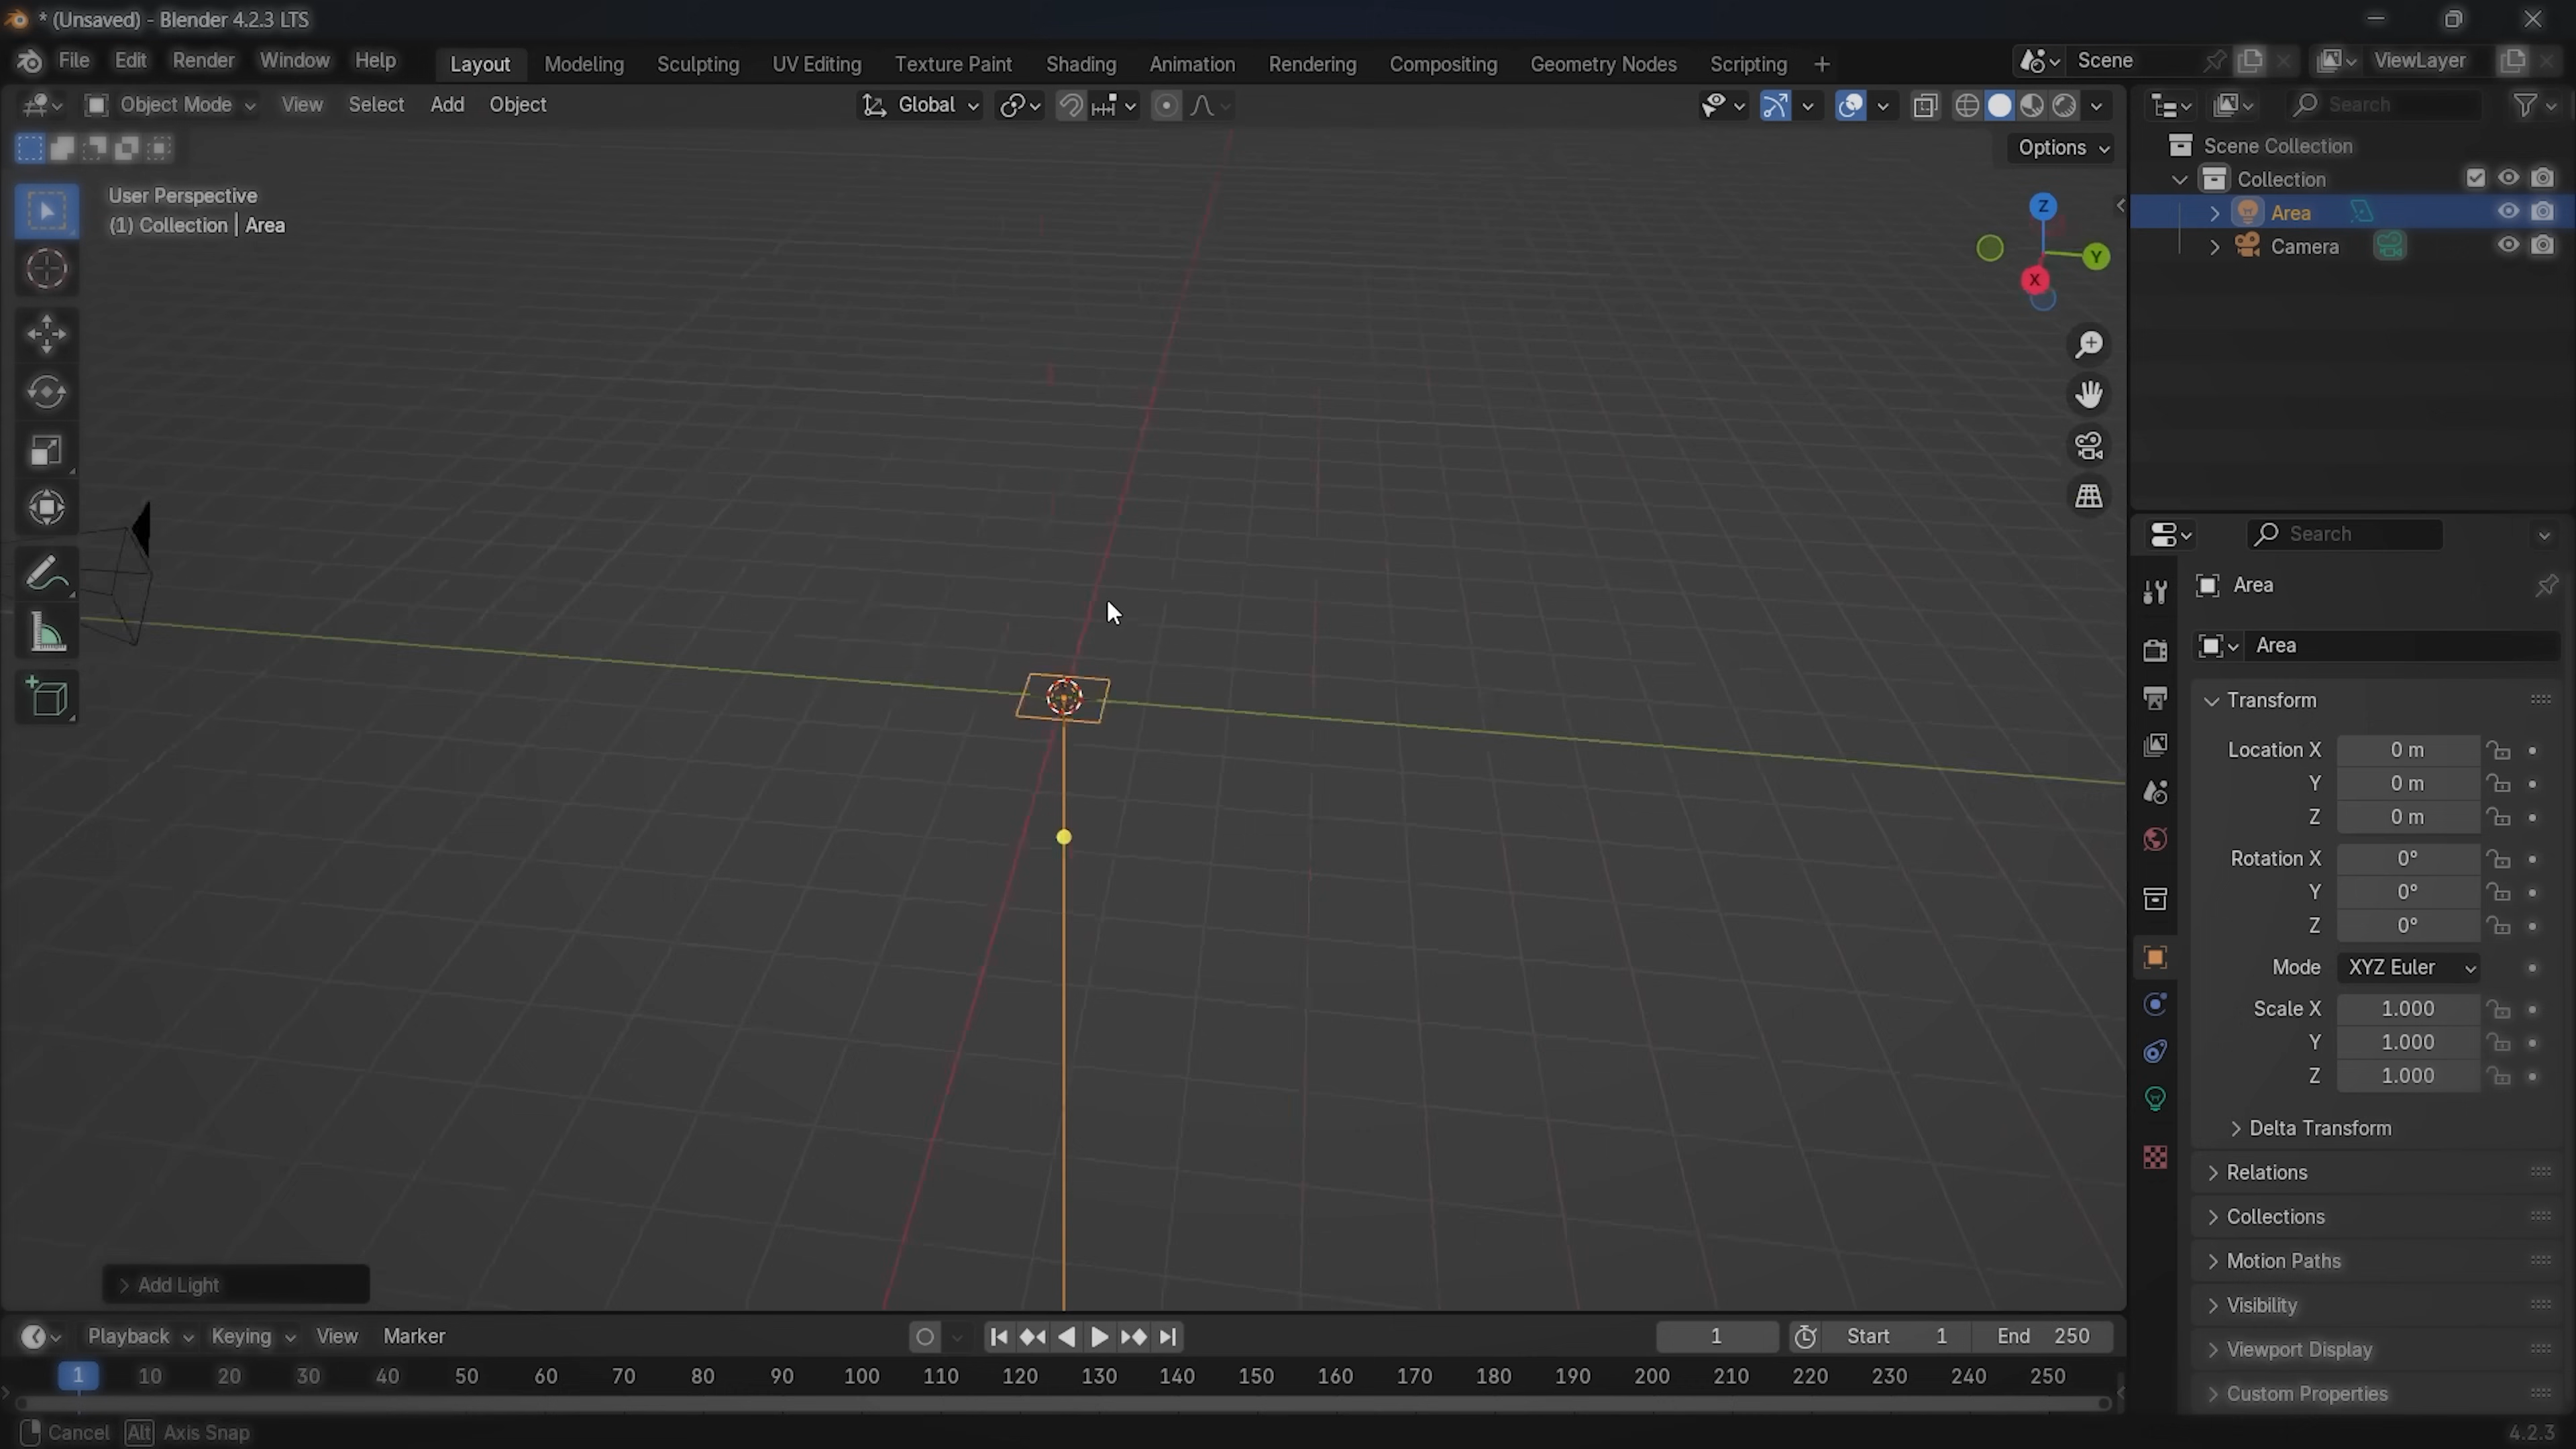 * (Unsaved) - Blender 4.2.3 LTS
File Edit Render Window Help Layout Modeling Sculpting UV Editing Texture Paint Shading Animation Rendering Compositing Geometry Nodes Scripting + Scene ViewLayer
Object Mode View Select Add Object Global Search
Options
User Perspective
(1) Collection | Area
Z
Y
X
Scene Collection
Collection
Area
Camera
Search
Area
Area
Transform
Location X 0 m
Y 0 m
Z 0 m
Rotation X 0°
Y 0°
Z 0°
Mode XYZ Euler
Scale X 1.000
Y 1.000
Z 1.000
Delta Transform
Relations
Collections
Motion Paths
Visibility
Viewport Display
Custom Properties
Add Light
Playback Keying View Marker 1 Start 1 End 250
1 10 20 30 40 50 60 70 80 90 100 110 120 130 140 150 160 170 180 190 200 210 220 230 240 250
Cancel Alt Axis Snap 4.2.3